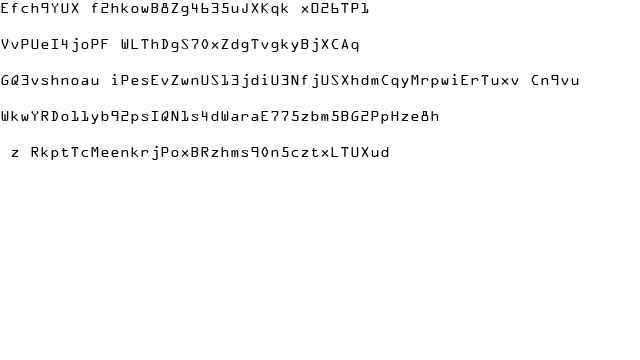 Efch9YUX f2hkowB8Zg4635uJXKqk x026TP1
VvPUeI4joPF WLThDgS70xZdgTvgkyBjXCAq
GQ3vshnoau iPesEvZwnUS13jdiU3NfjUSXhdmCqyMrpwiErTuxv Cn9vu
WkwYRDo11yb92psIQN1s4dWaraE775zbm5BG2PpHze8h
z RkptTcMeenkrjPoxBRzhms90n5cztxLTUXud